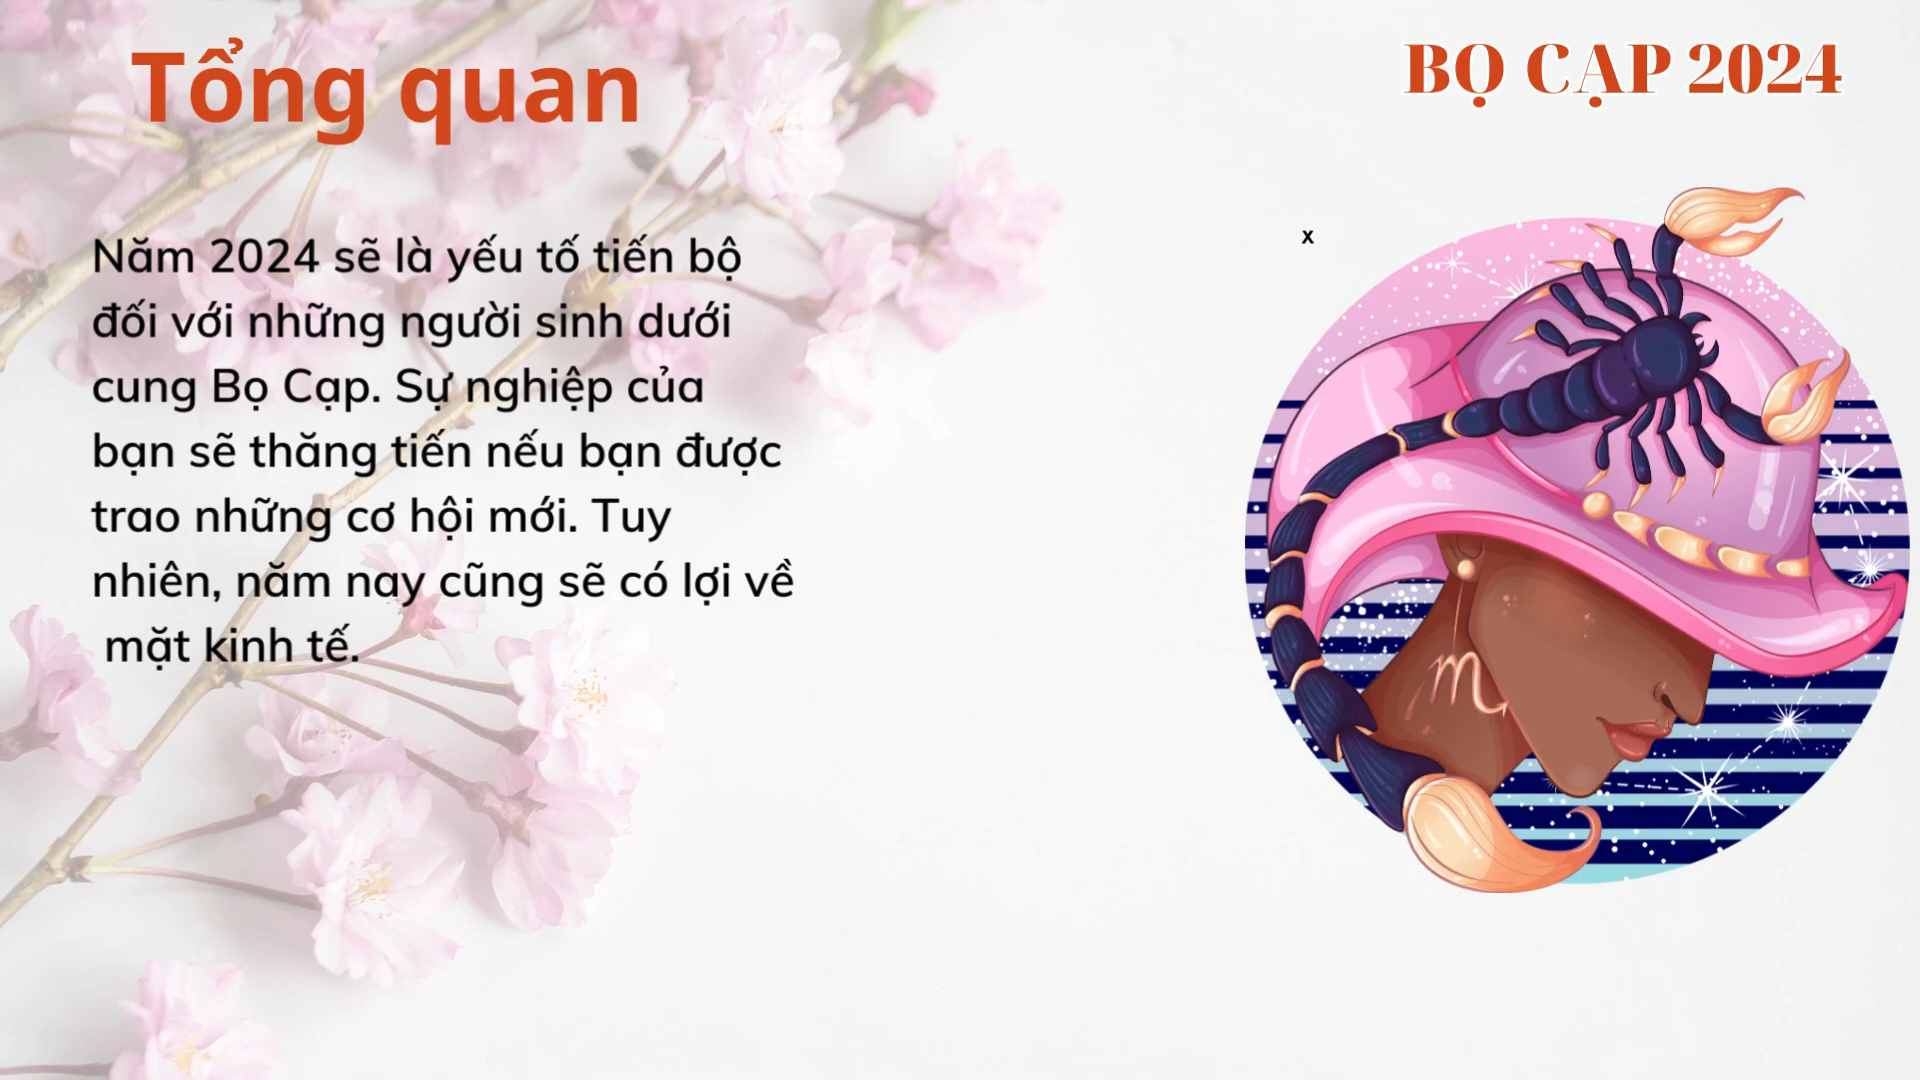 Tổng quan
BỌ CẠP 2024
x
Năm 2024 sẽ là yếu tố tiến bộ
đối với những người sinh dưới
cung Bọ Cạp. Sự nghiệp của
bạn sẽ thăng tiến nếu bạn được
trao những cơ hội mới. Tuy
nhiên, năm nay cũng sẽ có lợi về
mặt kinh tế.